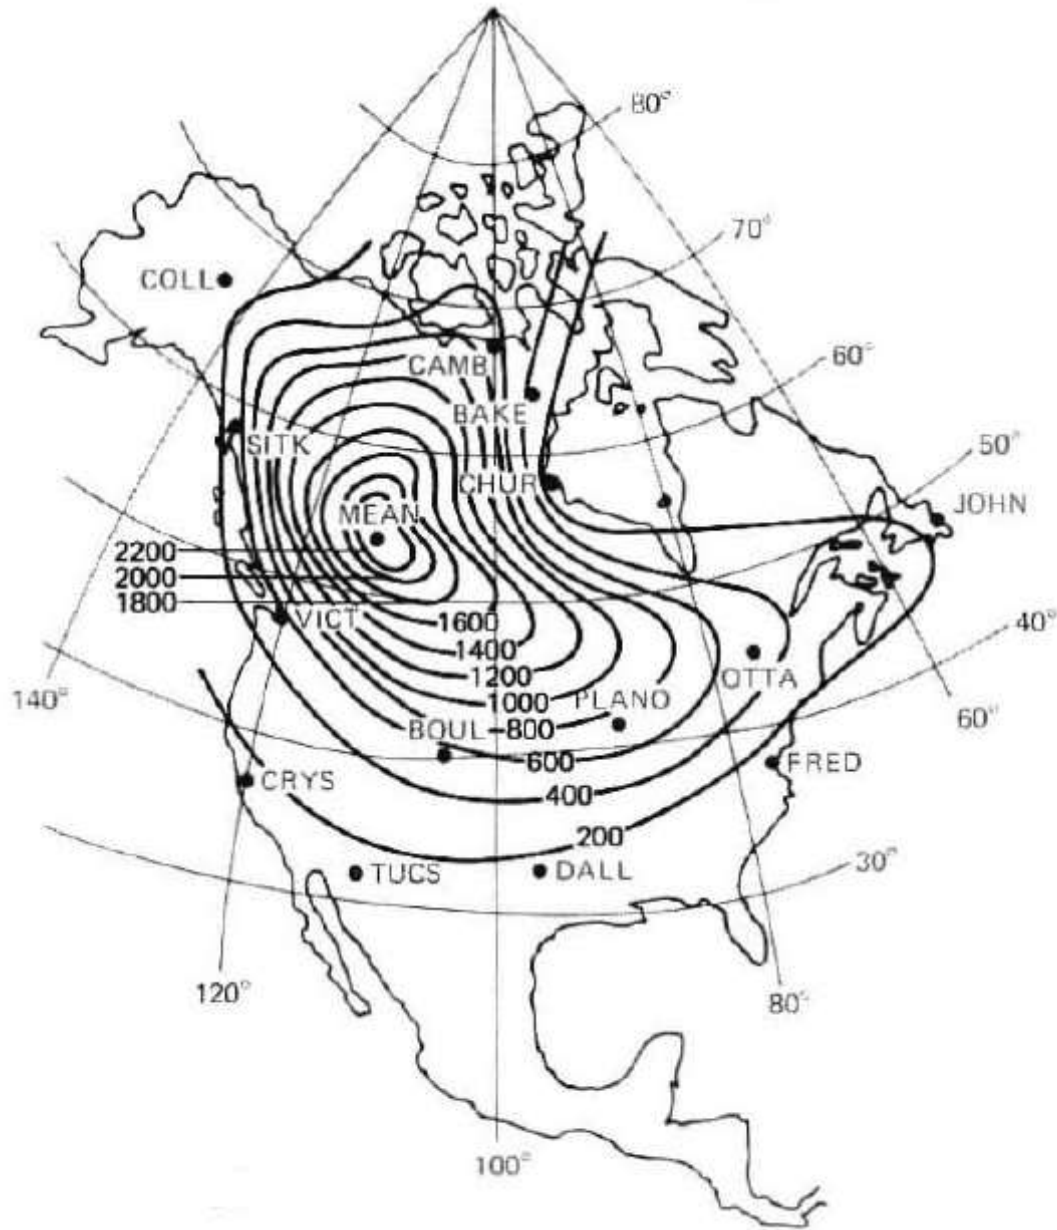 80°
70°
COLL
60°
CAMB
BAKE
SITK
50°
CHUR
JOHN
MEAN
2200
2000
1800
VICT
1600
40°
1400
1200
OTTA
140°
1000
PLANO
60°
BOUL
800
600
FRED
CRYS
400
200
30°
TUCS
DALL
120°
80°
100°